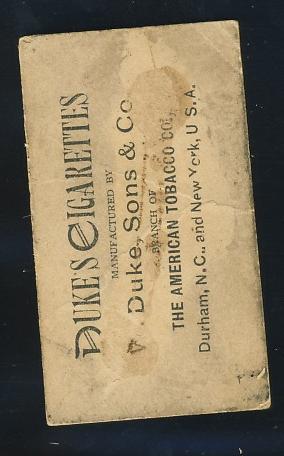 DUKE'S CIGARETTES
MANUFACTURED BY
W. Duke, Sons & Co.
BRANCH OF
THE AMERICAN TOBACCO CO.,
Durham, N. C., and New York, U. S. A.